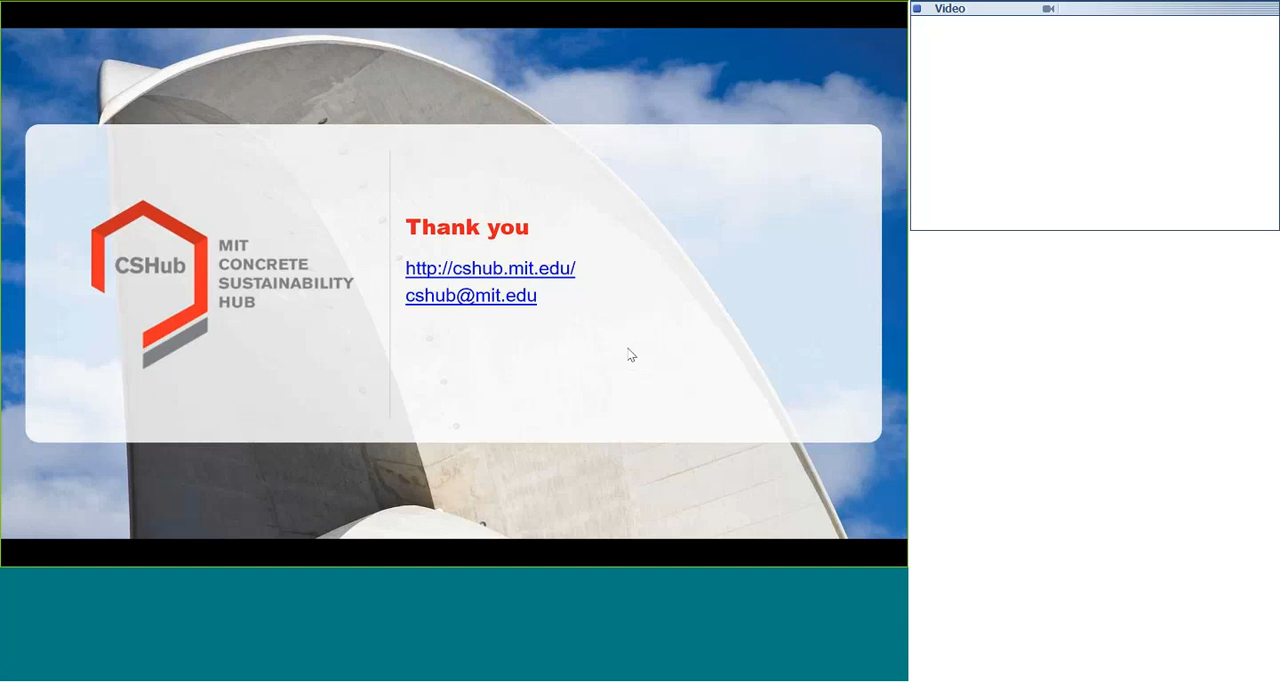 Video
CSHub
MIT
CONCRETE
SUSTAINABILITY
HUB
Thank you
http://cshub.mit.edu/
cshub@mit.edu